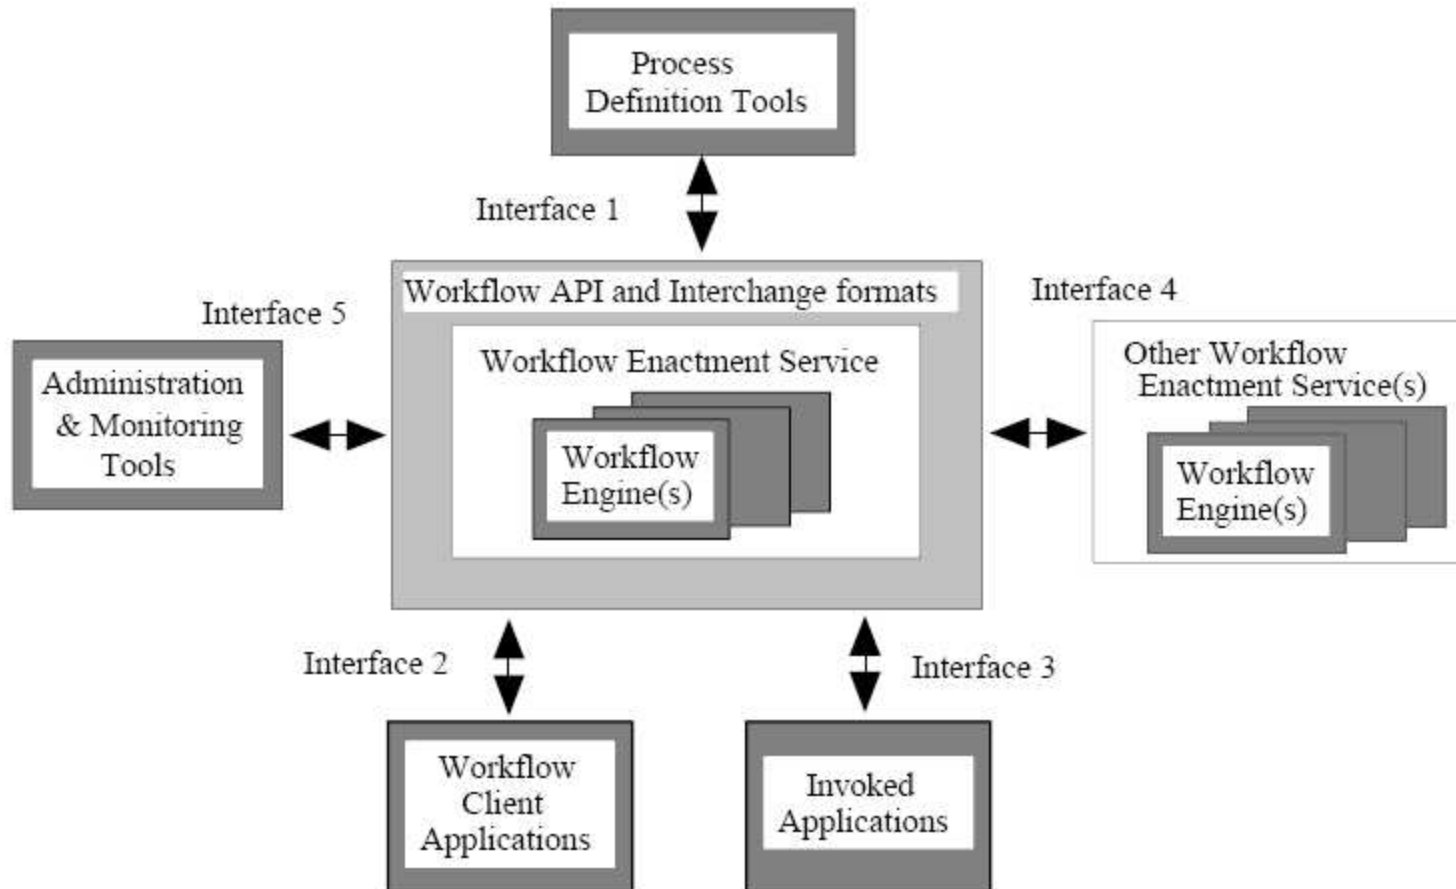 Process
Definition Tools
Interface 1
Workflow API and Interchange formats
Interface 4
Interface 5
Workflow Enactment Service
Other Workflow
Enactment Service(s)
Administration
& Monitoring
Tools
Workflow
Engine(s)
Workflow
Engine(s)
Interface 2
Interface 3
Workflow
Client
Applications
Invoked
Applications